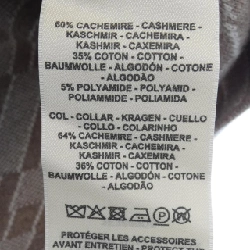 60% CACHEMIRE - CASHMERE
- KASCHMIR - CACHEMIRA -
KASHMIR - CAXEMIRA
35% COTON - COTTON -
BAUMWOLLE - ALGODÓN - COTONE
- ALGODÃO
5% POLYAMIDE - POLYAMID-
POLIAMMIDE - POLIAMIDA
COL - COLLAR - KRAGEN - CUELLO
- COLLO - COLARINHO
64% CACHEMIRE - CASHMERE
- KASCHMIR - CACHEMIRA -
KASHMIR - CAXEMIRA
36% COTON - COTTON -
BAUMWOLLE - ALGODÓN - COTONE
- ALGODÃO
P
PROTÉGER LES ACCESSOIRES
AVANT ENTRETIEN - PROTECT THE